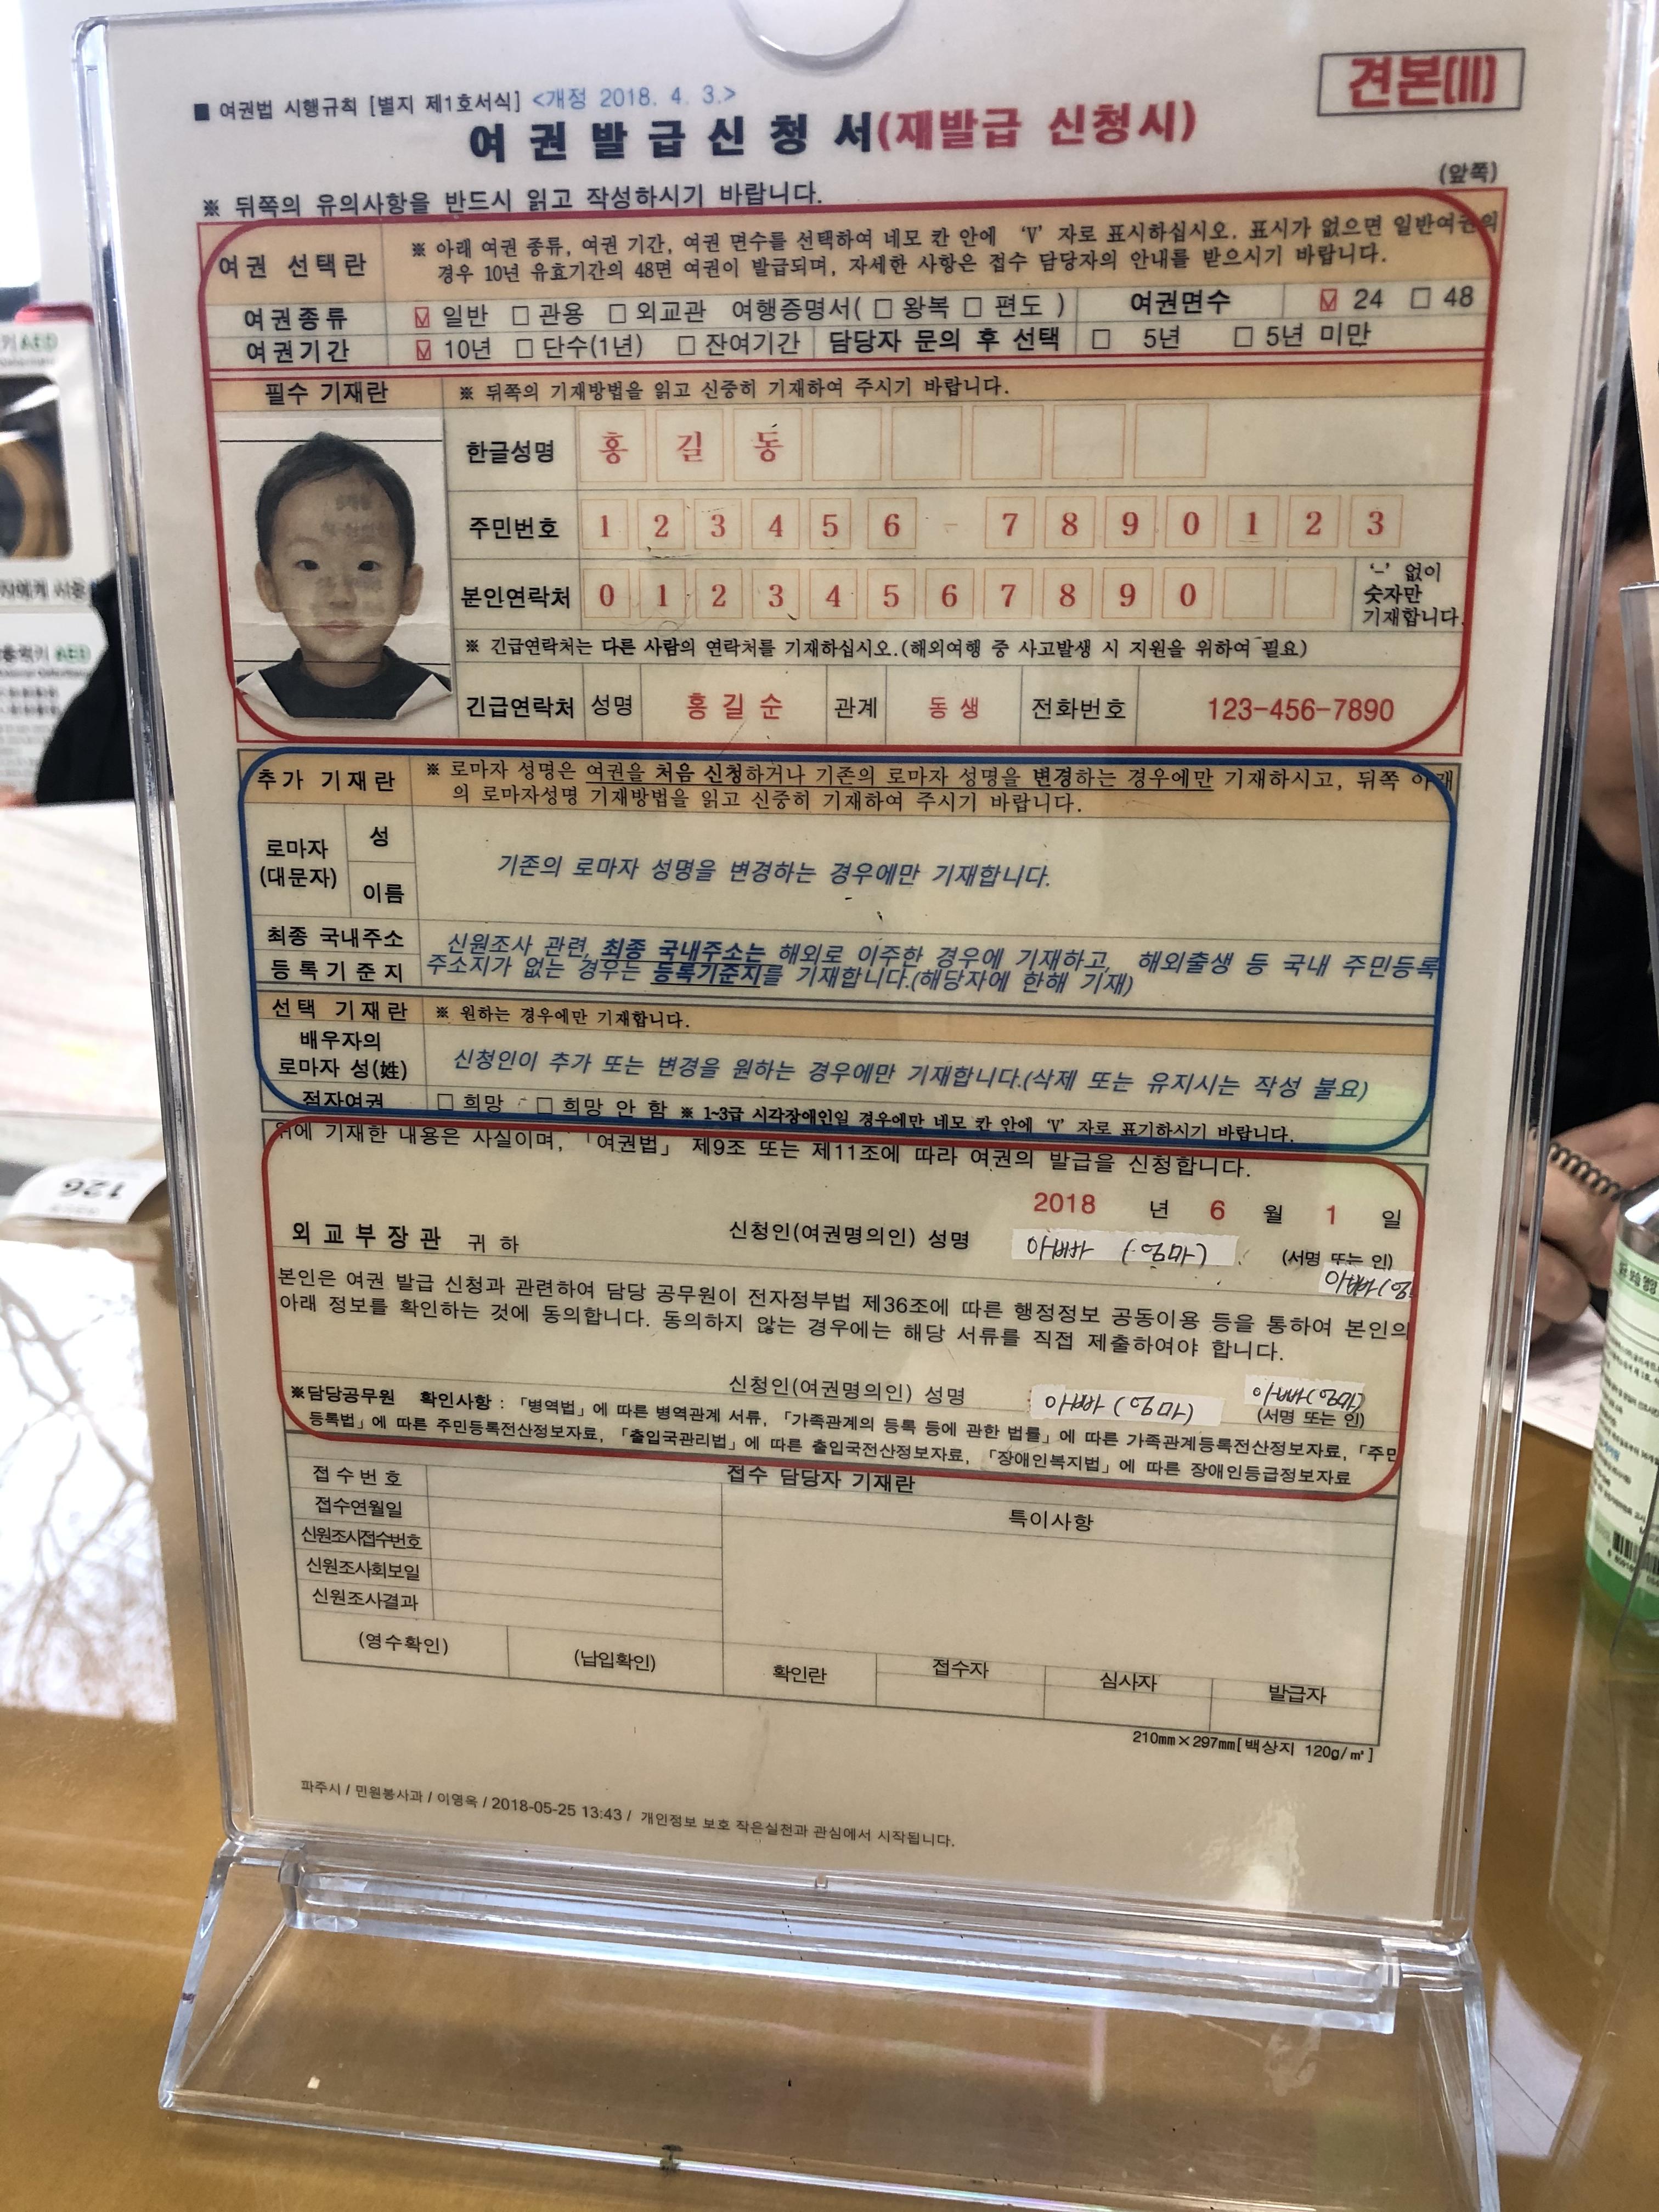 견본(II)
■ 여권법 시행규칙 [별지 제1호서식] <개정 2018. 4. 3.>
여 권 발 급 신 청 서(재발급 신청시)
(앞쪽)
※ 뒤쪽의 유의사항을 반드시 읽고 작성하시기 바랍니다.
여권 선택란
※ 아래 여권 종류, 여권 기간, 여권 면수를 선택하여 네모 칸 안에 'V' 자로 표시하십시오. 표시가 없으면 일반여권의
경우 10년 유효기간의 48면 여권이 발급되며, 자세한 사항은 접수 담당자의 안내를 받으시기 바랍니다.
여권종류 ☑ 일반 □ 관용 □ 외교관 여행증명서( □ 왕복 □ 편도 ) 여권면수 ☑ 24 □ 48
여권기간 ☑ 10년 □ 단수(1년) □ 잔여기간 담당자 문의 후 선택 □ 5년 □ 5년 미만
필수 기재란 ※ 뒤쪽의 기재방법을 읽고 신중히 기재하여 주시기 바랍니다.
한글성명 홍 길 동
주민번호 1 2 3 4 5 6 - 7 8 9 0 1 2 3
본인연락처 0 1 2 3 4 5 6 7 8 9 0
'-' 없이
숫자만
기재합니다.
※ 긴급연락처는 다른 사람의 연락처를 기재하십시오.(해외여행 중 사고발생 시 지원을 위하여 필요)
긴급연락처 성명 홍 길 순 관계 동 생 전화번호 123-456-7890
추가 기재란
※ 로마자 성명은 여권을 처음 신청하거나 기존의 로마자 성명을 변경하는 경우에만 기재하시고, 뒤쪽 아래
의 로마자성명 기재방법을 읽고 신중히 기재하여 주시기 바랍니다.
로마자
(대문자)
성
이름
기존의 로마자 성명을 변경하는 경우에만 기재합니다.
최종 국내주소
등록기준지
신원조사 관련, 최종 국내주소는 해외로 이주한 경우에 기재하고, 해외출생 등 국내 주민등록
주소지가 없는 경우는 등록기준지를 기재합니다.(해당자에 한해 기재)
선택 기재란 ※ 원하는 경우에만 기재합니다.
배우자의
로마자 성(姓)
신청인이 추가 또는 변경을 원하는 경우에만 기재합니다.(삭제 또는 유지시는 작성 불요)
점자여권 □ 희망 □ 희망 안 함 ※ 1~3급 시각장애인일 경우에만 네모 칸 안에 'V' 자로 표기하시기 바랍니다.
위에 기재한 내용은 사실이며, 「여권법」 제9조 또는 제11조에 따라 여권의 발급을 신청합니다.
2018 년 6 월 1 일
외교부장관 귀하
신청인(여권명의인) 성명 아빠 (엄마) (서명 또는 인)
본인은 여권 발급 신청과 관련하여 담당 공무원이 전자정부법 제36조에 따른 행정정보 공동이용 등을 통하여 본인의
아래 정보를 확인하는 것에 동의합니다. 동의하지 않는 경우에는 해당 서류를 직접 제출하여야 합니다.
신청인(여권명의인) 성명 아빠 (엄마) 아빠(엄마)
(서명 또는 인)
※담당공무원 확인사항 : 「병역법」에 따른 병역관계 서류, 「가족관계의 등록 등에 관한 법률」에 따른 가족관계등록전산정보자료, 「주민
등록법」에 따른 주민등록전산정보자료, 「출입국관리법」에 따른 출입국전산정보자료, 「장애인복지법」에 따른 장애인등급정보자료
접수 담당자 기재란
접수번호
접수연월일
신원조사접수번호
신원조사회보일
신원조사결과
특이사항
(영수확인) (납입확인) 확인란 접수자 심사자 발급자
210mm×297mm[백상지 120g/㎡]
파주시 / 민원봉사과 / 이영옥 / 2018-05-25 13:43 / 개인정보 보호 작은실천과 관심에서 시작됩니다.
126
AED